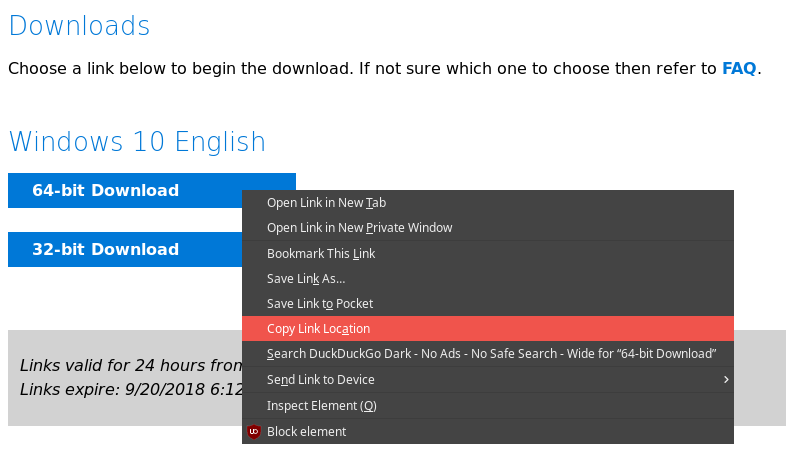 Downloads
Choose a link below to begin the download. If not sure which one to choose then refer to FAQ.
Windows 10 English
64-bit Download
32-bit Download
Open Link in New Tab
Open Link in New Private Window
Bookmark This Link
Save Link As...
Save Link to Pocket
Copy Link Location
Search DuckDuckGo Dark - No Ads - No Safe Search - Wide for “64-bit Download”
Send Link to Device
Inspect Element (Q)
Block element
Links valid for 24 hours from
Links expire: 9/20/2018 6:12